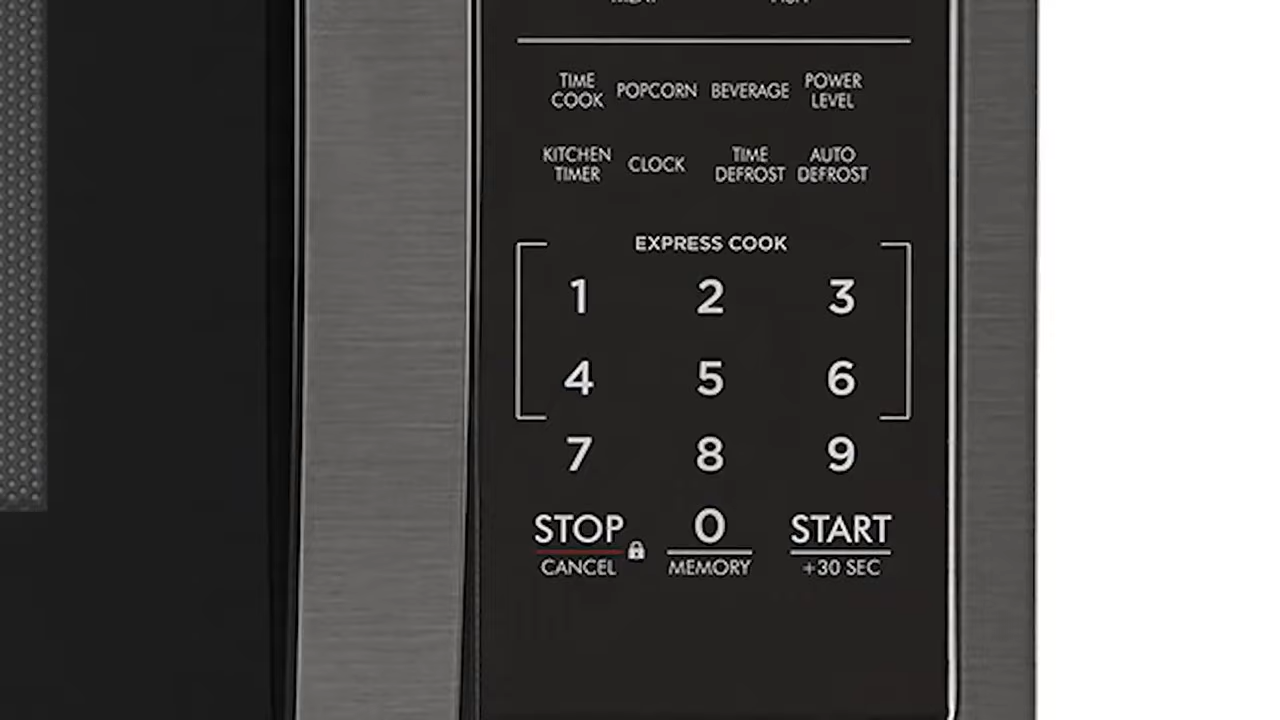 TIME COOK POPCORN BEVERAGE POWER LEVEL
KITCHEN TIMER CLOCK TIME DEFROST AUTO DEFROST
EXPRESS COOK
1 2 3
4 5 6
7 8 9
STOP 0 START
CANCEL MEMORY +30 SEC